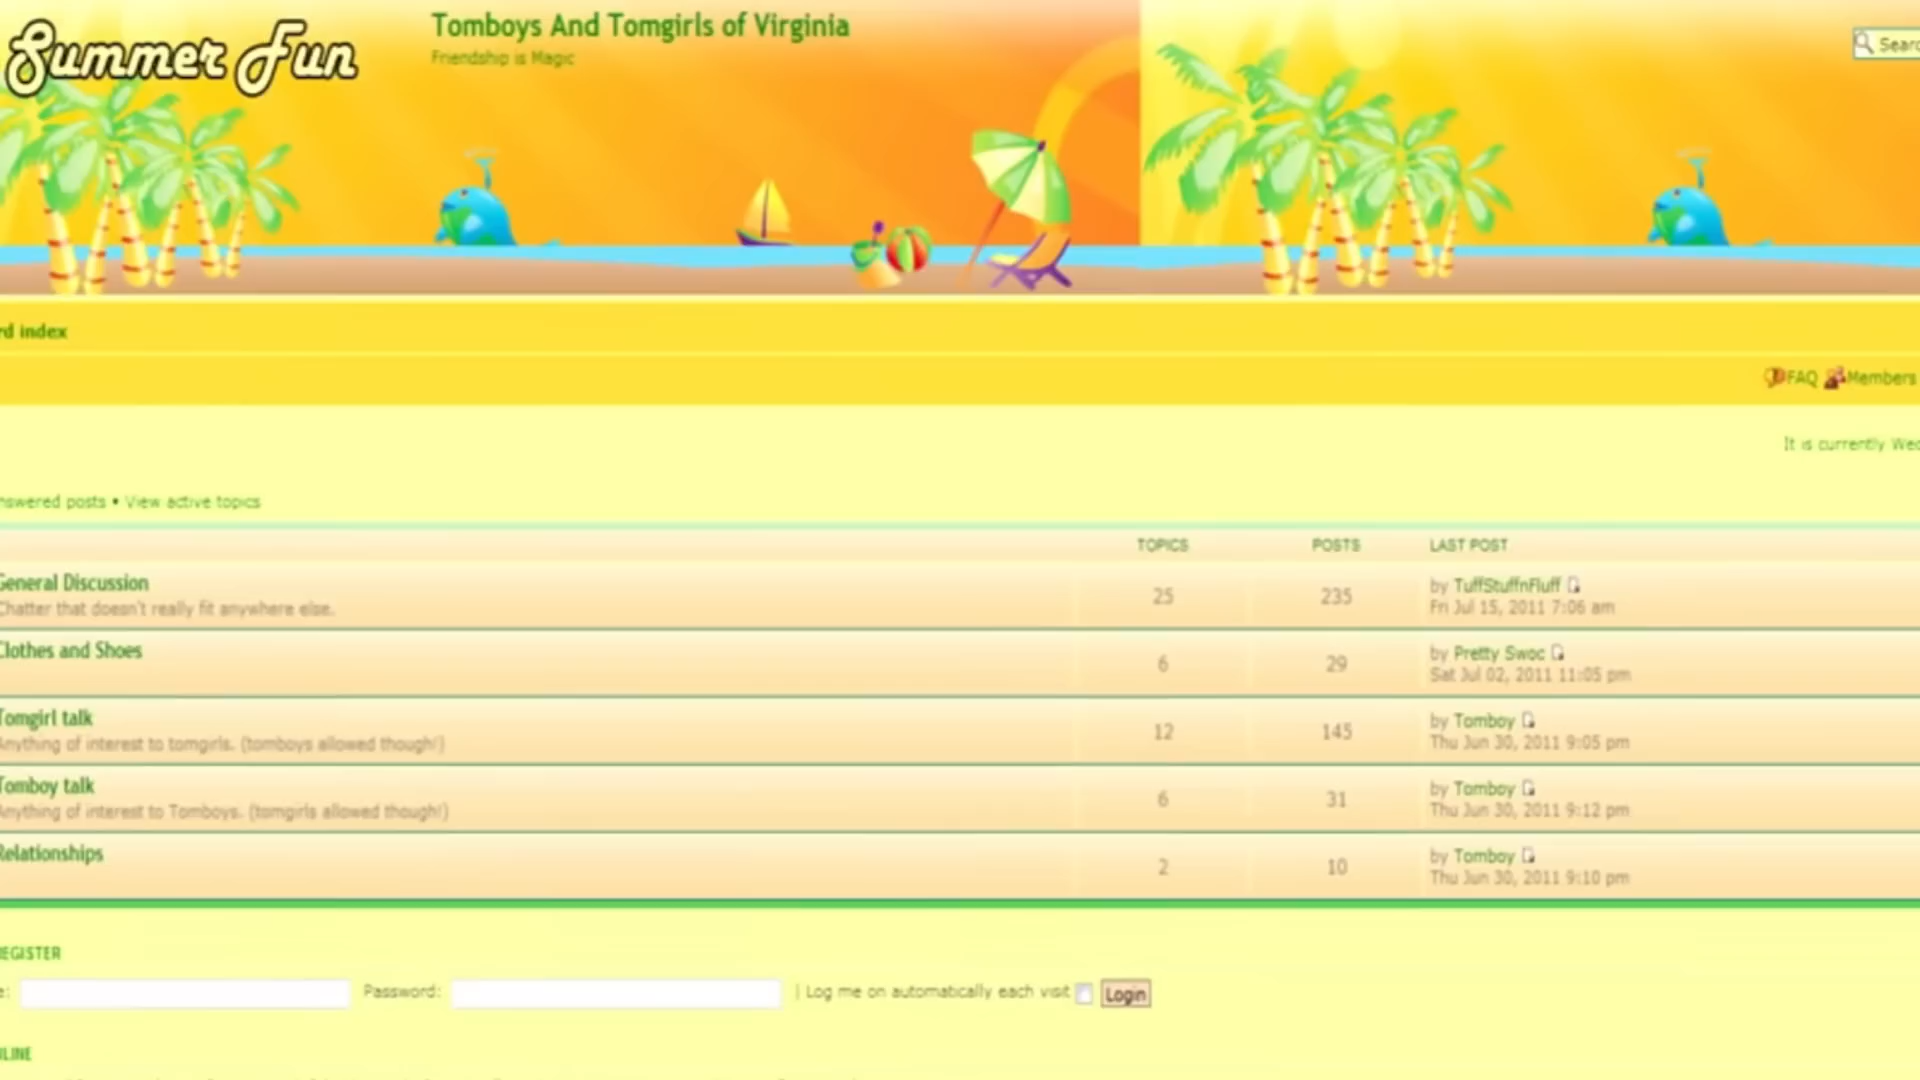 Summer Fun
Tomboys And Tomgirls of Virginia
Friendship is Magic
Searc
rd index
FAQ Members
It is currently Wed
nswered posts • View active topics
TOPICS POSTS LAST POST
General Discussion
Chatter that doesn't really fit anywhere else.
25 235
by TuffStuffnFluff
Fri Jul 15, 2011 7:06 am
Clothes and Shoes
6 29
by Pretty Swoc
Sat Jul 02, 2011 11:05 pm
Tomgirl talk
Anything of interest to tomgirls. (tomboys allowed though!)
12 145
by Tomboy
Thu Jun 30, 2011 9:05 pm
Tomboy talk
Anything of interest to Tomboys. (tomgirls allowed though!)
6 31
by Tomboy
Thu Jun 30, 2011 9:12 pm
Relationships
2 10
by Tomboy
Thu Jun 30, 2011 9:10 pm
REGISTER
e: Password: | Log me on automatically each visit Login
NLINE